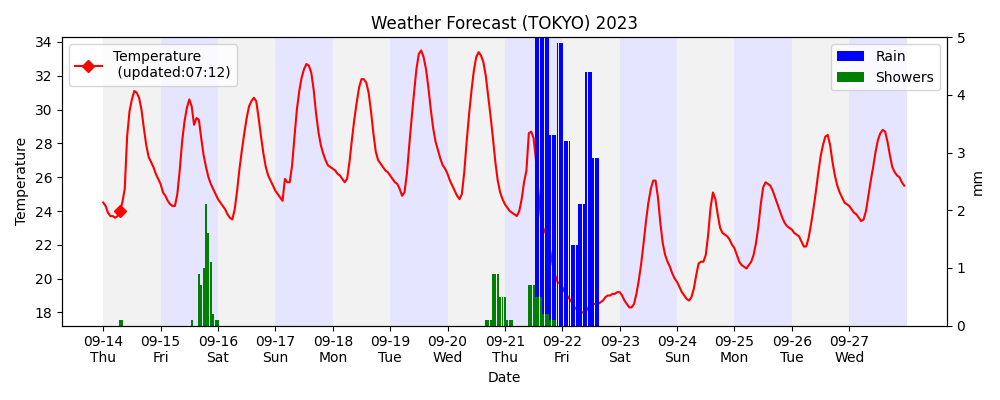 Weather Forecast (TOKYO) 2023
Temperature
(updated:07:12)
Rain
Showers
Temperature
34
32
30
28
26
24
22
20
18
5
4
3
2
1
0
mm
09-14 09-15 09-16 09-17 09-18 09-19 09-20 09-21 09-22 09-23 09-24 09-25 09-26 09-27
Thu Fri Sat Sun Mon Tue Wed Thu Fri Sat Sun Mon Tue Wed
Date